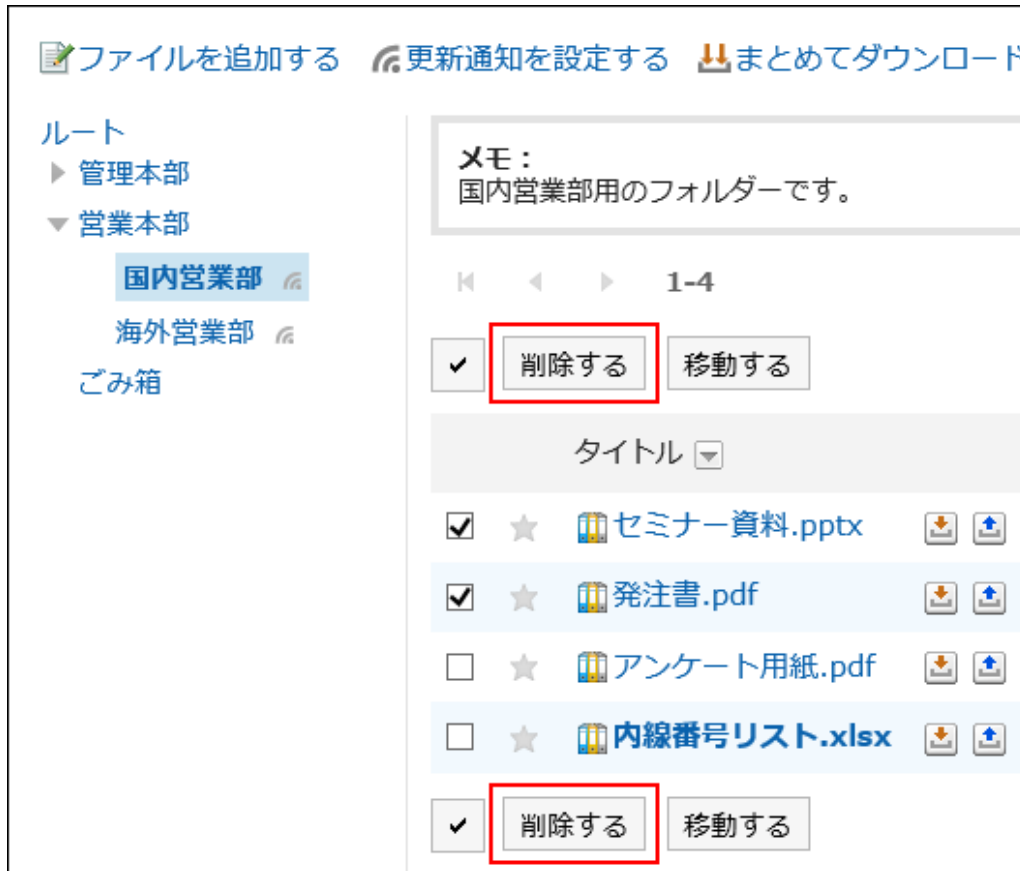 ファイルを追加する 更新通知を設定する まとめてダウンロード
ルート
管理本部
営業本部
国内営業部
海外営業部
ごみ箱
メモ：
国内営業部用のフォルダーです。
1-4
削除する 移動する
タイトル
セミナー資料.pptx
発注書.pdf
アンケート用紙.pdf
内線番号リスト.xlsx
削除する 移動する